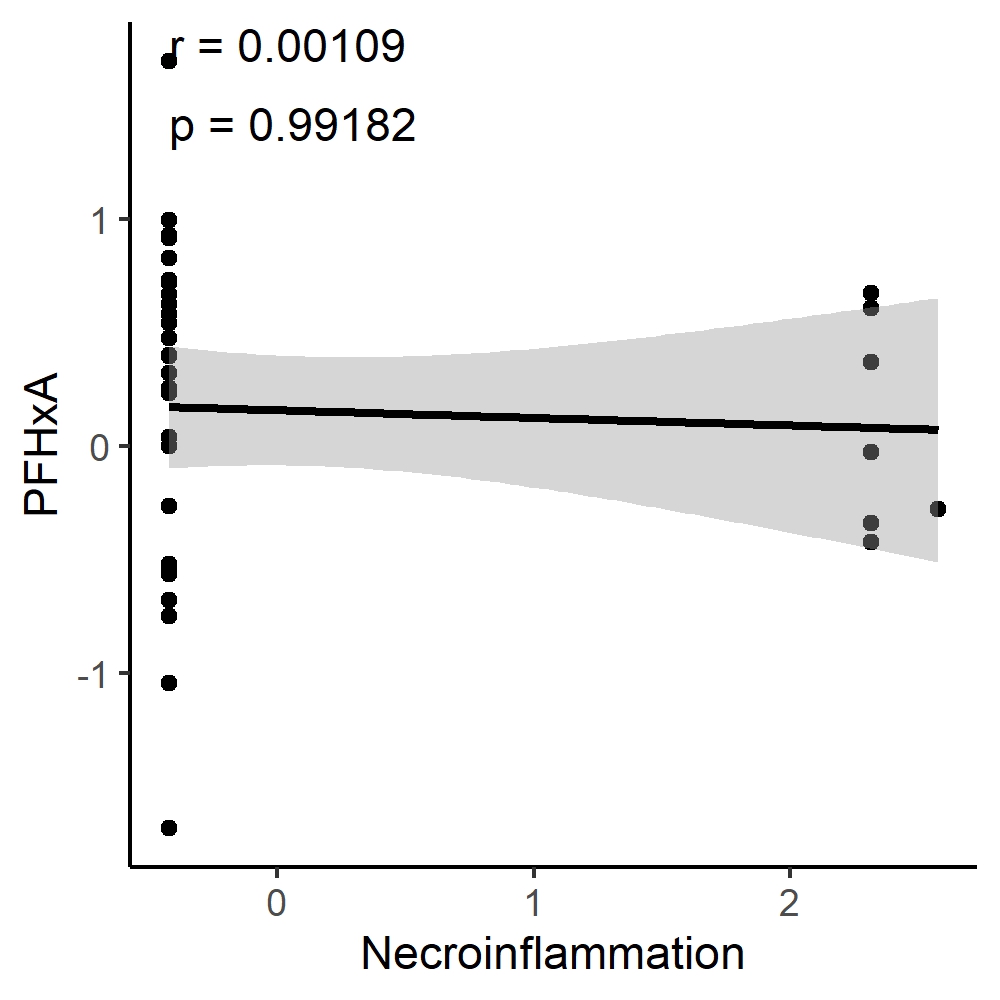 r = 0.00109
p = 0.99182
1
0
-1
PFHxA
0 1 2
Necroinflammation